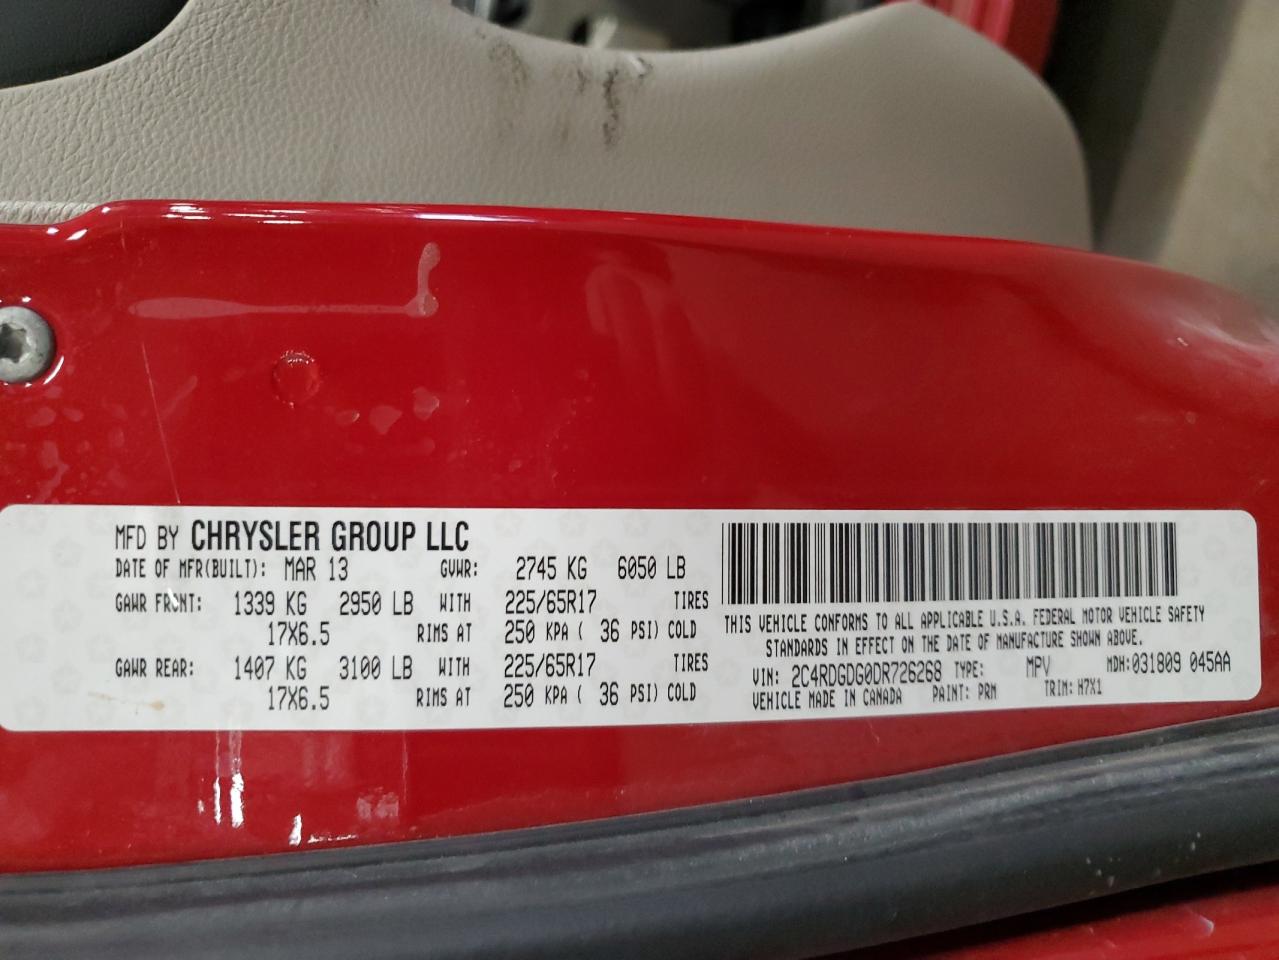 MFD BY CHRYSLER GROUP LLC
DATE OF MFR(BUILT): MAR 13 GVWR: 2745 KG 6050 LB
GAWR FRONT: 1339 KG 2950 LB WITH 225/65R17 TIRES
17X6.5 RIMS AT 250 KPA ( 36 PSI) COLD
GAWR REAR: 1407 KG 3100 LB WITH 225/65R17 TIRES
17X6.5 RIMS AT 250 KPA ( 36 PSI) COLD
THIS VEHICLE CONFORMS TO ALL APPLICABLE U.S.A. FEDERAL MOTOR VEHICLE SAFETY
STANDARDS IN EFFECT ON THE DATE OF MANUFACTURE SHOWN ABOVE.
VIN: 2C4RDGDG0DR726268 TYPE: MPV MDH:031809 045AA
VEHICLE MADE IN CANADA PAINT: PRM TRIM: H7X1